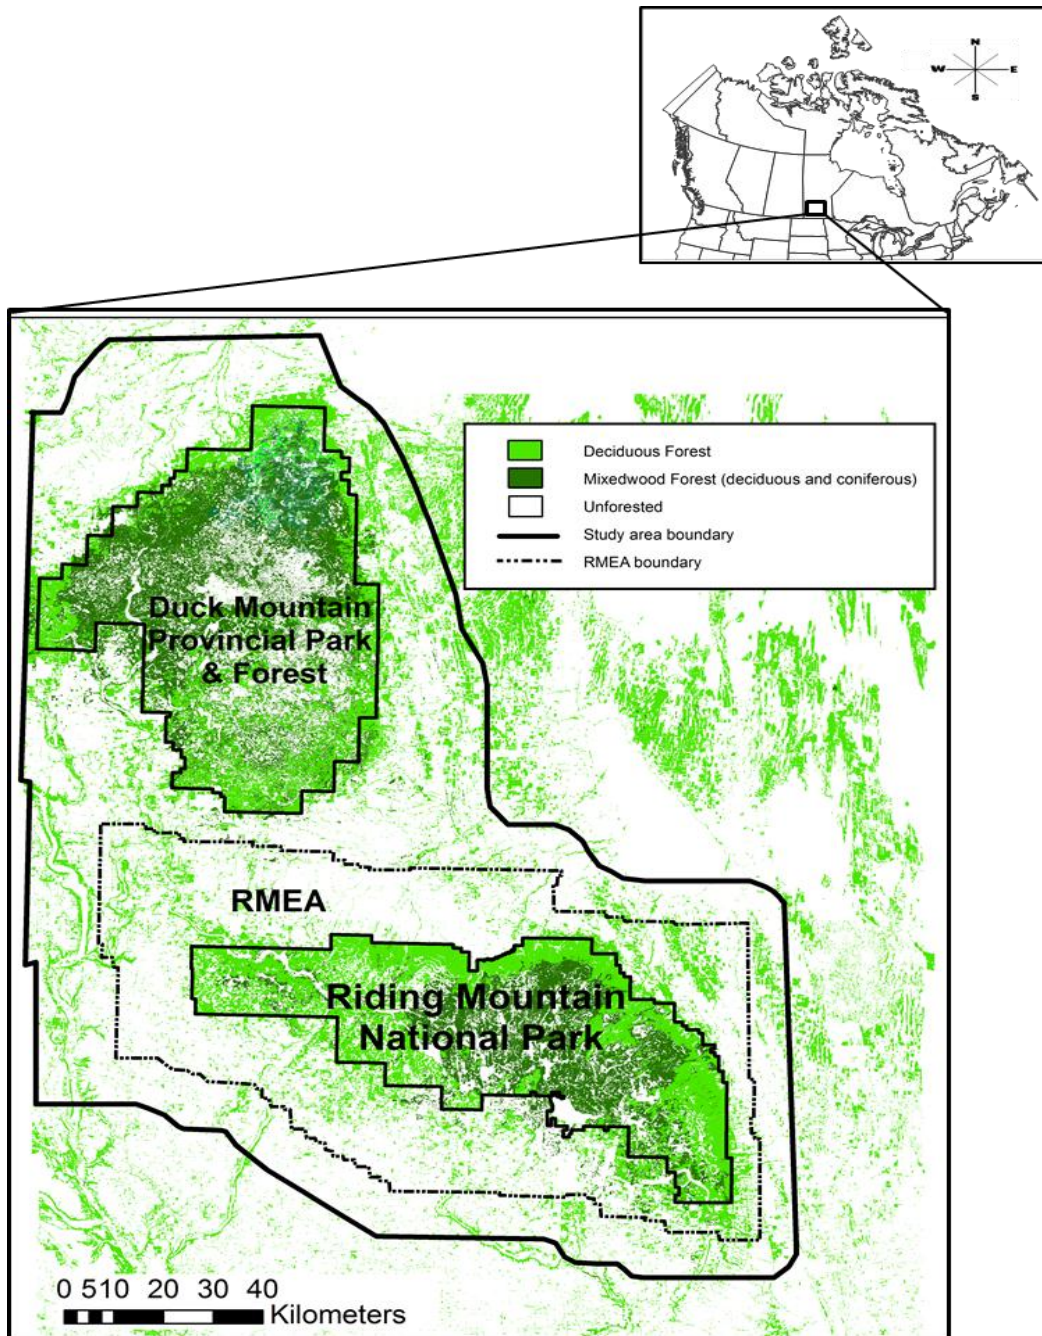 N
W E
S
Deciduous Forest
Mixedwood Forest (deciduous and coniferous)
Unforested
Study area boundary
RMEA boundary
Duck Mountain
Provincial Park
& Forest
RMEA
Riding Mountain
National Park
0 510 20 30 40
Kilometers